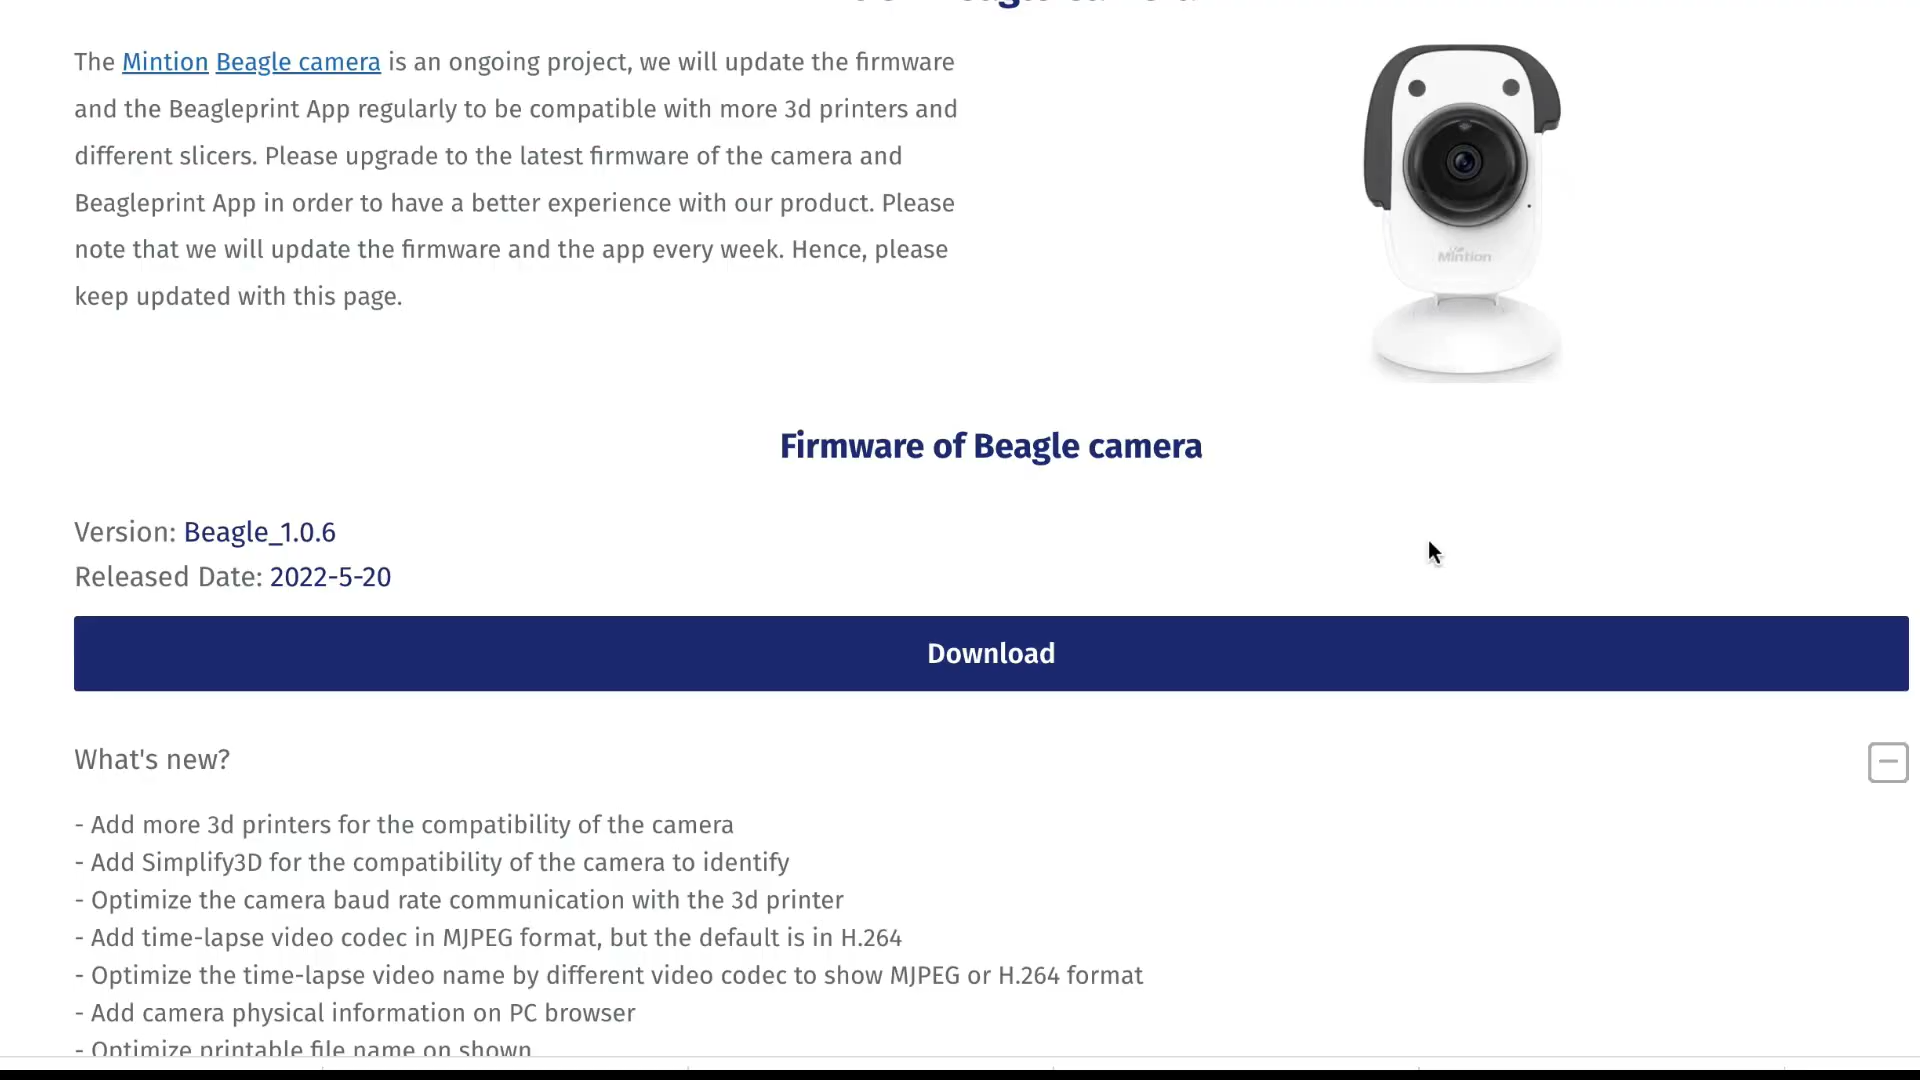 The Mintion Beagle camera is an ongoing project, we will update the firmware
and the Beagleprint App regularly to be compatible with more 3d printers and
different slicers. Please upgrade to the latest firmware of the camera and
Beagleprint App in order to have a better experience with our product. Please
note that we will update the firmware and the app every week. Hence, please
keep updated with this page.
Mintion
Firmware of Beagle camera
Version: Beagle_1.0.6
Released Date: 2022-5-20
Download
What's new?
- Add more 3d printers for the compatibility of the camera
- Add Simplify3D for the compatibility of the camera to identify
- Optimize the camera baud rate communication with the 3d printer
- Add time-lapse video codec in MJPEG format, but the default is in H.264
- Optimize the time-lapse video name by different video codec to show MJPEG or H.264 format
- Add camera physical information on PC browser
- Optimize printable file name on shown